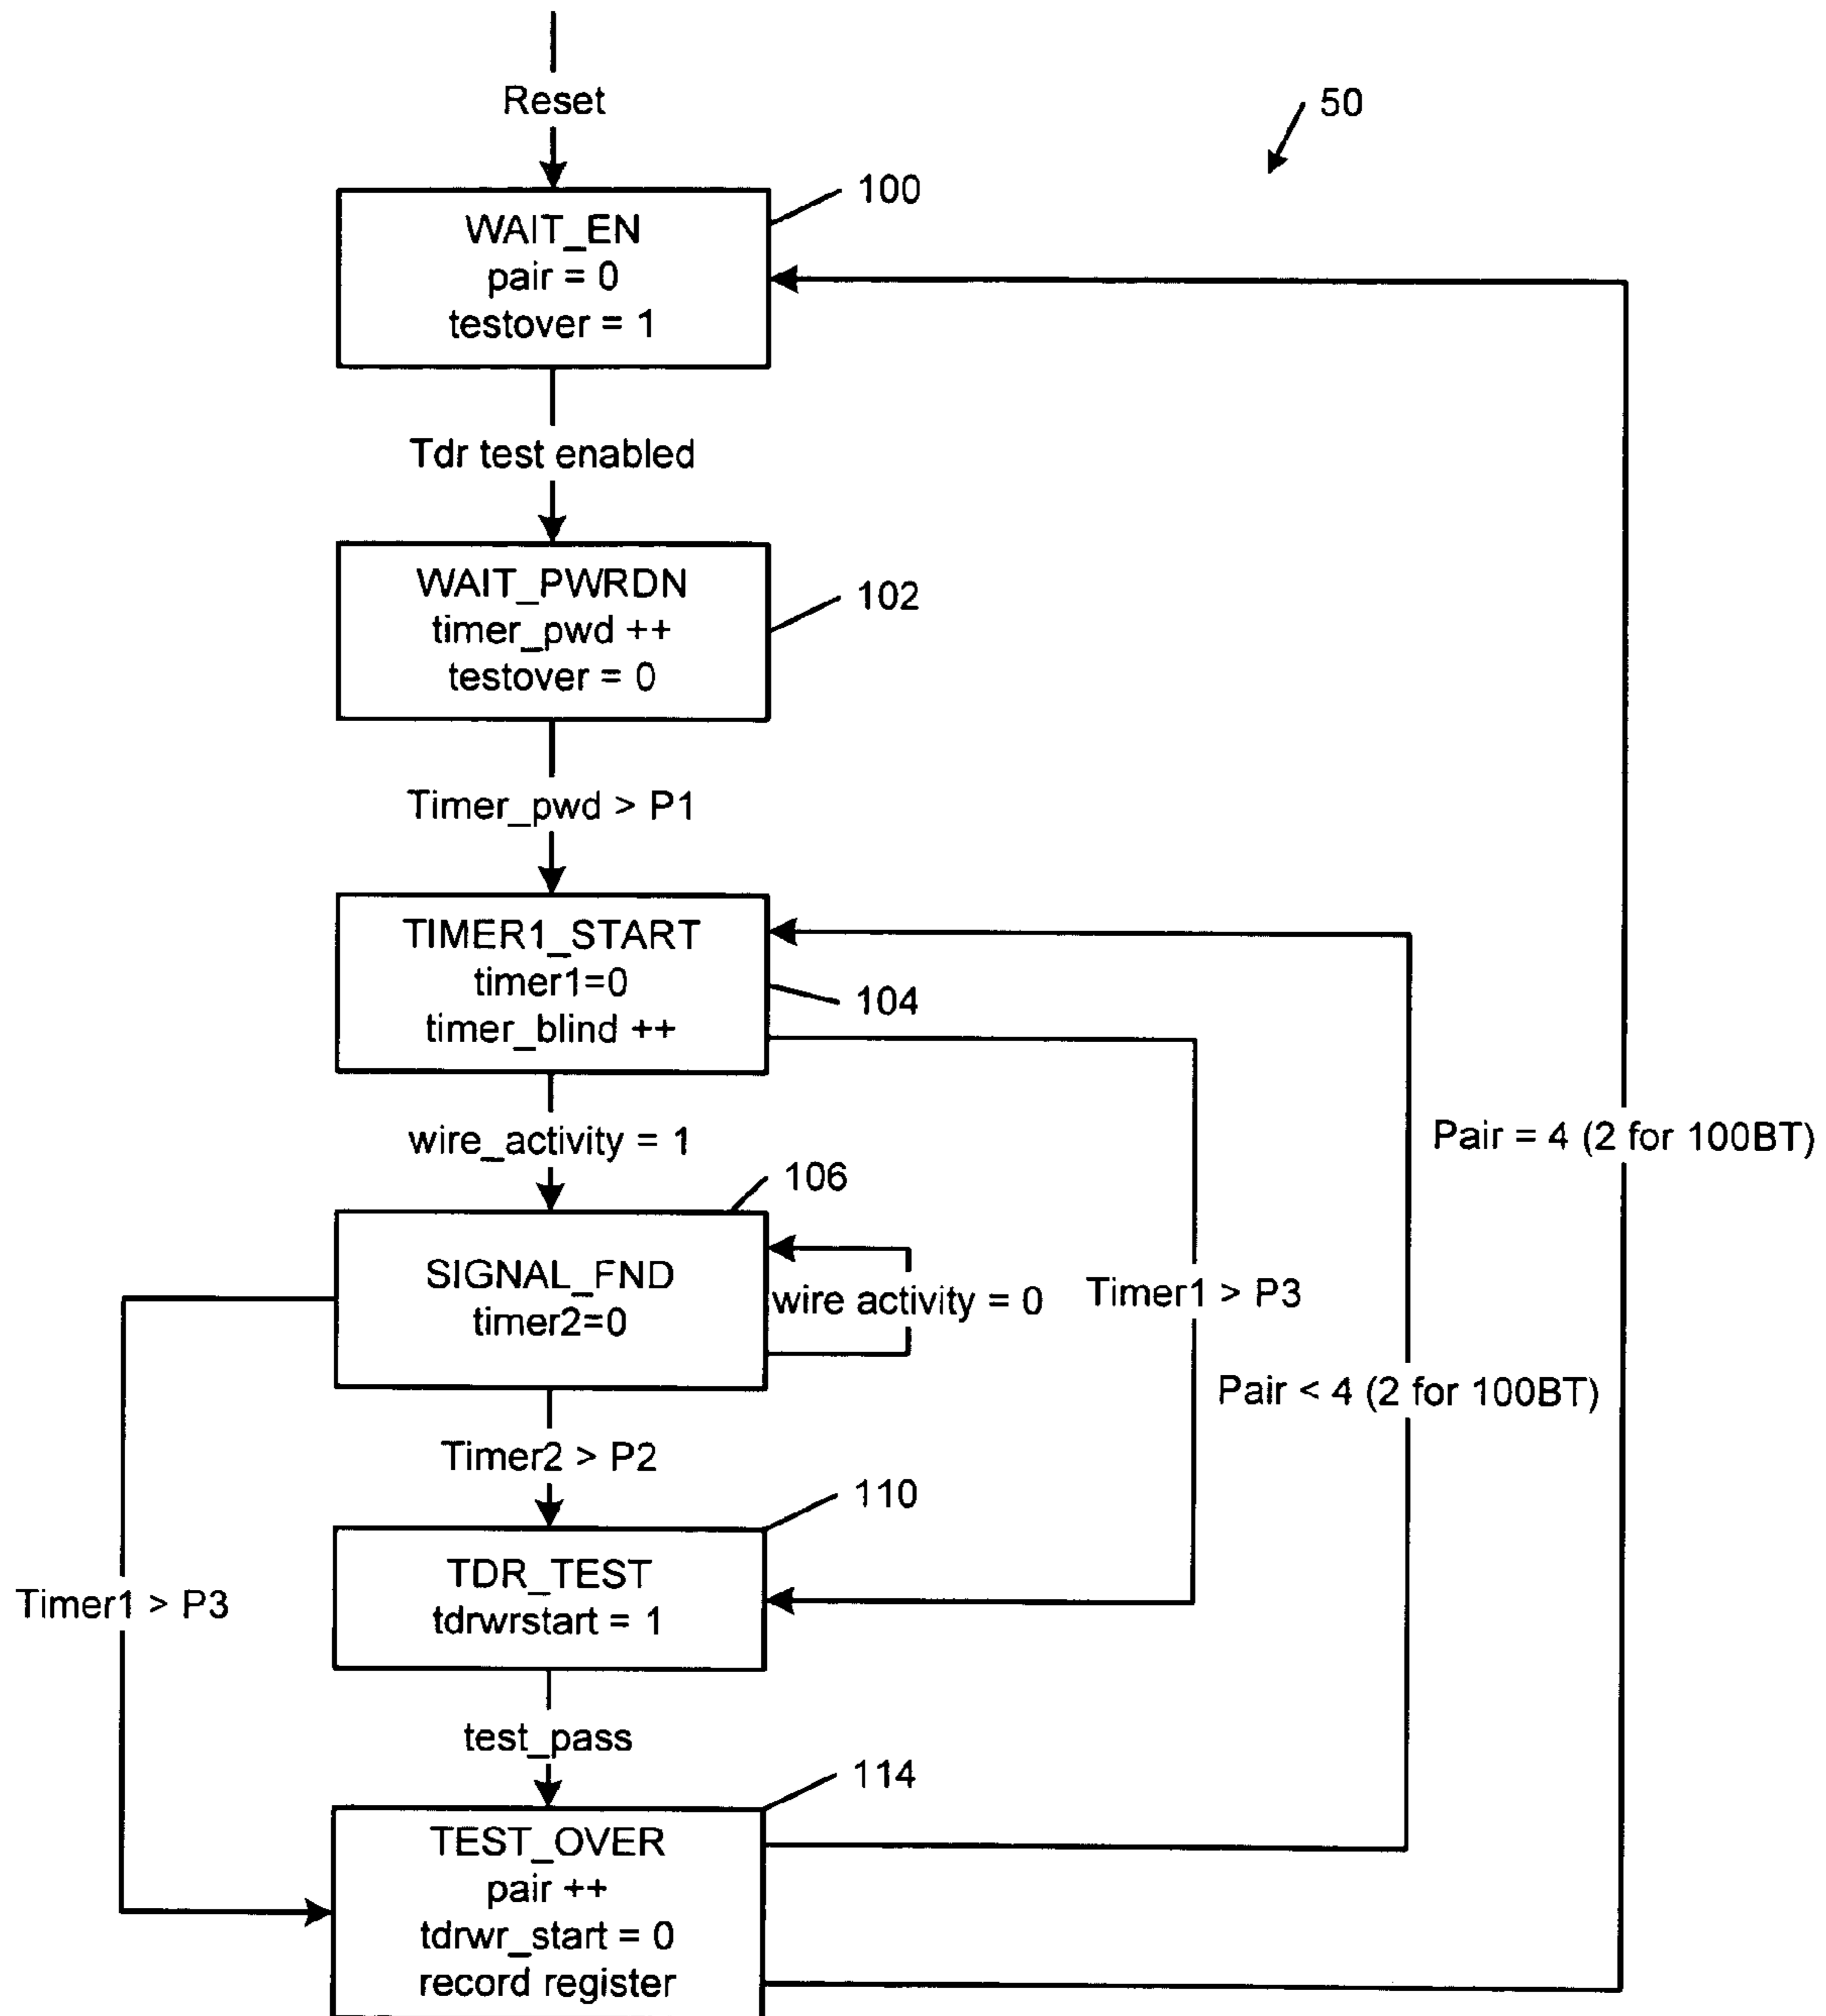 Reset
50
100
WAIT_EN
pair = 0
testover = 1
Tdr test enabled
102
WAIT_PWRDN
timer_pwd ++
testover = 0
Timer_pwd > P1
TIMER1_START
timer1=0
timer_blind ++
104
wire_activity = 1
Pair = 4 (2 for 100BT)
106
SIGNAL_FND
timer2=0
wire activity = 0
Timer1 > P3
Pair < 4 (2 for 100BT)
Timer2 > P2
110
TDR_TEST
tdrwrstart = 1
Timer1 > P3
test_pass
114
TEST_OVER
pair ++
tdrwr_start = 0
record register